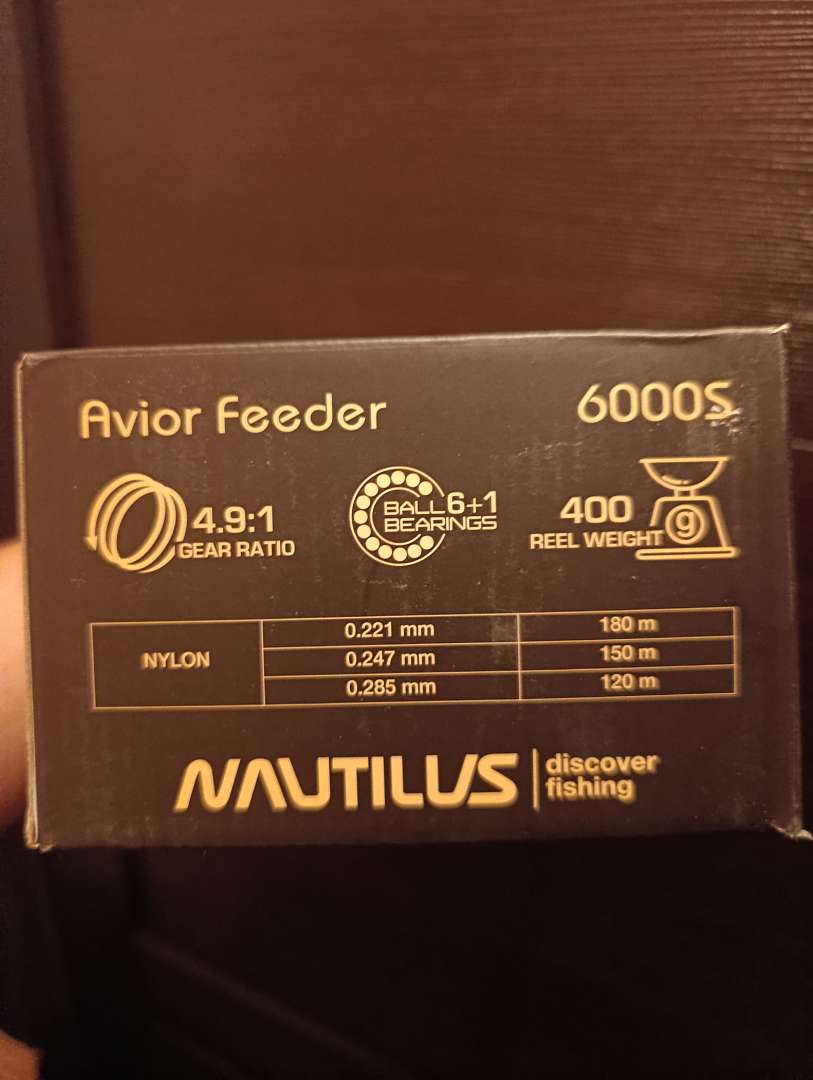 Avior Feeder 6000S
4.9:1
GEAR RATIO
BALL 6+1
BEARINGS
400
REEL WEIGHT g
NYLON
0.221 mm 180 m
0.247 mm 150 m
0.285 mm 120 m
NAUTILUS
discover
fishing